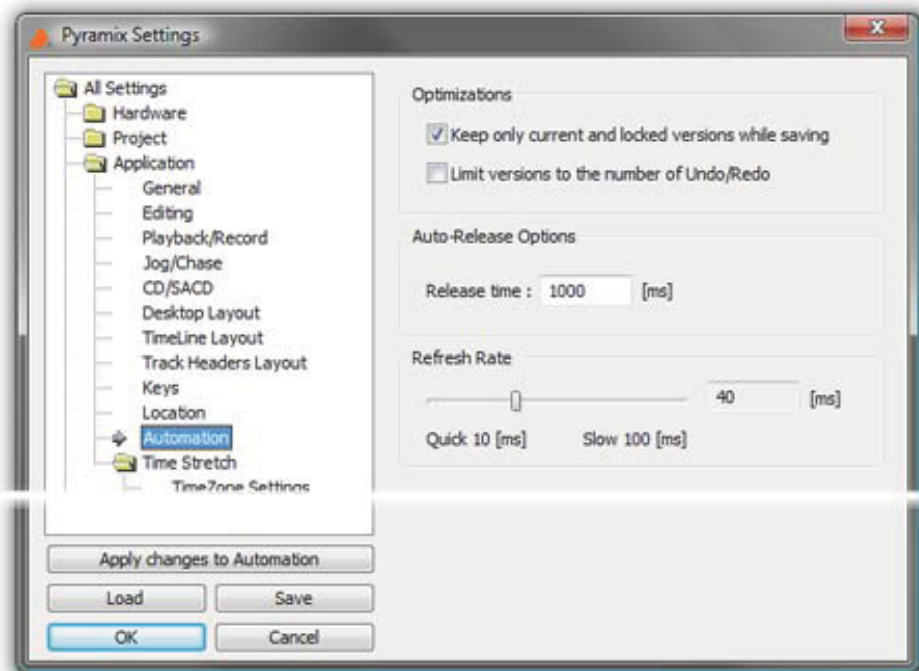 Pyramix Settings
All Settings
Hardware
Project
Application
General
Editing
Playback/Record
Jog/Chase
CD/SACD
Desktop Layout
TimeLine Layout
Track Headers Layout
Keys
Location
Automation
Time Stretch
TimeZone Settings
Apply changes to Automation
Load Save
OK Cancel
Optimizations
Keep only current and locked versions while saving
Limit versions to the number of Undo/Redo
Auto-Release Options
Release time : 1000 [ms]
Refresh Rate
40 [ms]
Quick 10 [ms] Slow 100 [ms]